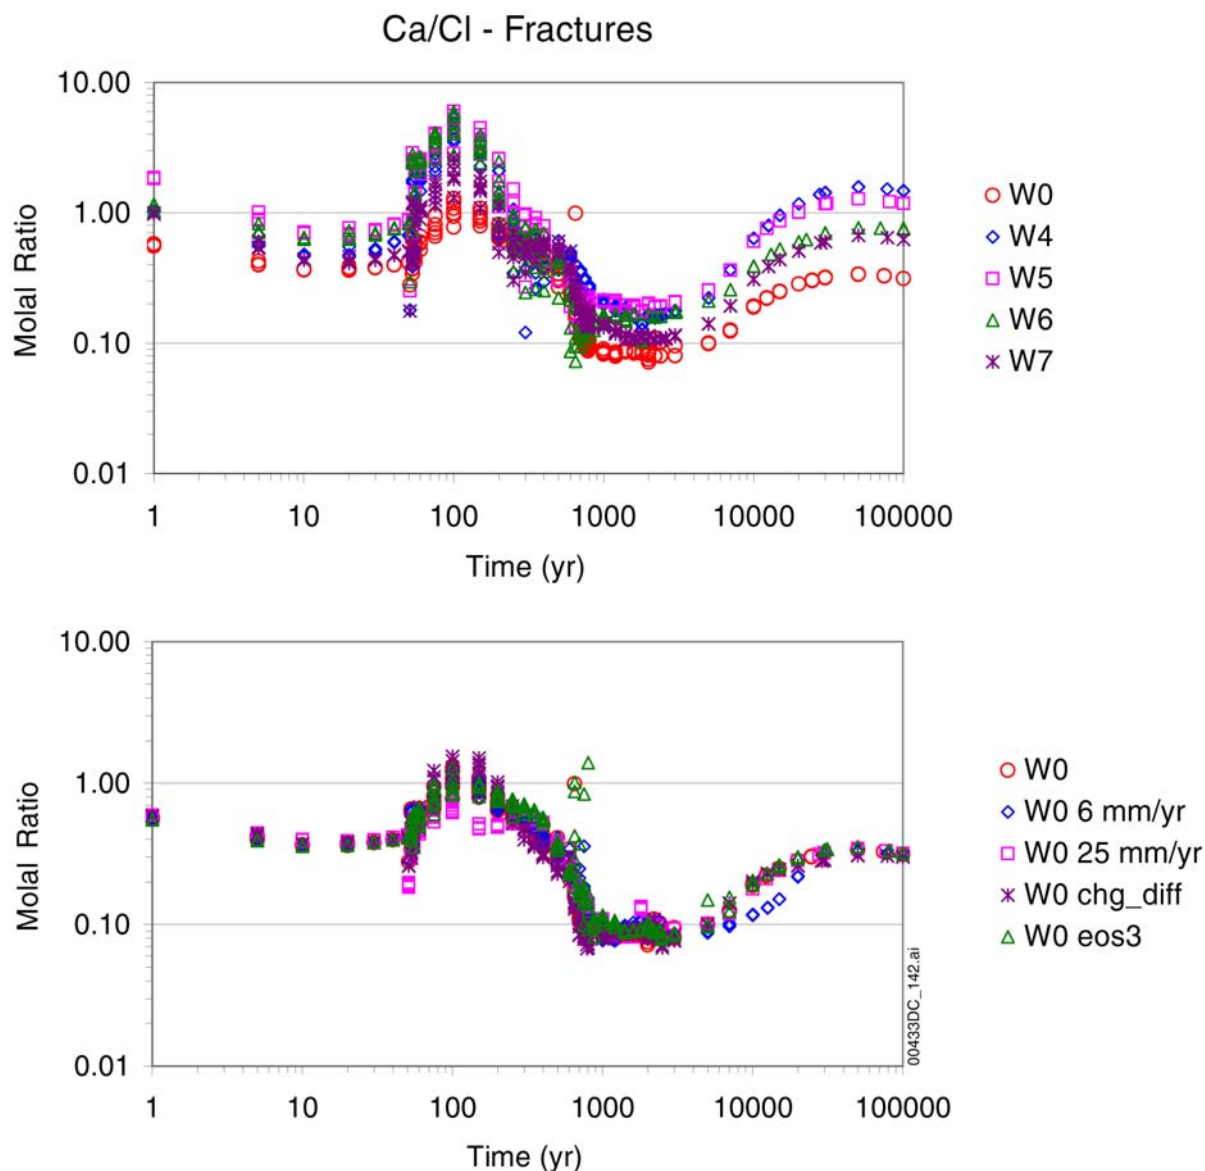 Ca/Cl - Fractures
10.00
1.00
0.10
0.01
Molal Ratio
1 10 100 1000 10000 100000
Time (yr)
W0
W4
W5
W6
W7
10.00
1.00
0.10
0.01
Molal Ratio
1 10 100 1000 10000 100000
Time (yr)
W0
W0 6 mm/yr
W0 25 mm/yr
W0 chg_diff
W0 eos3
00433DC_142.ai